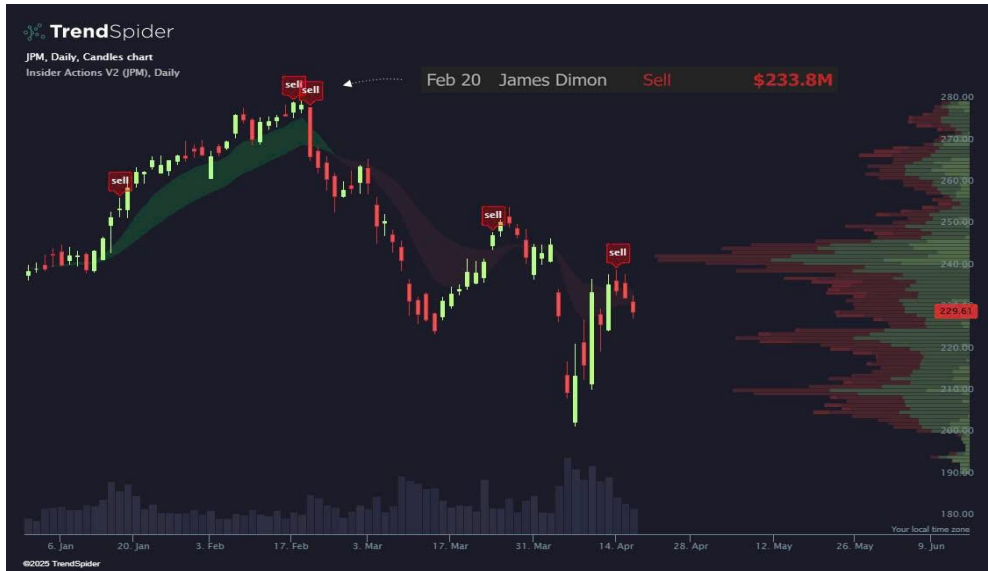 TrendSpider
JPM, Daily, Candles chart
Insider Actions V2 (JPM), Daily
Feb 20 James Dimon Sell $233.8M
sell
sell
sell
sell
sell
280.00
270.00
260.00
250.00
240.00
229.61
220.00
210.00
200.00
190.00
180.00
Your local time zone
6. Jan 20. Jan 3. Feb 17. Feb 3. Mar 17. Mar 31. Mar 14. Apr 28. Apr 12. May 26. May 9. Jun
©2025 TrendSpider